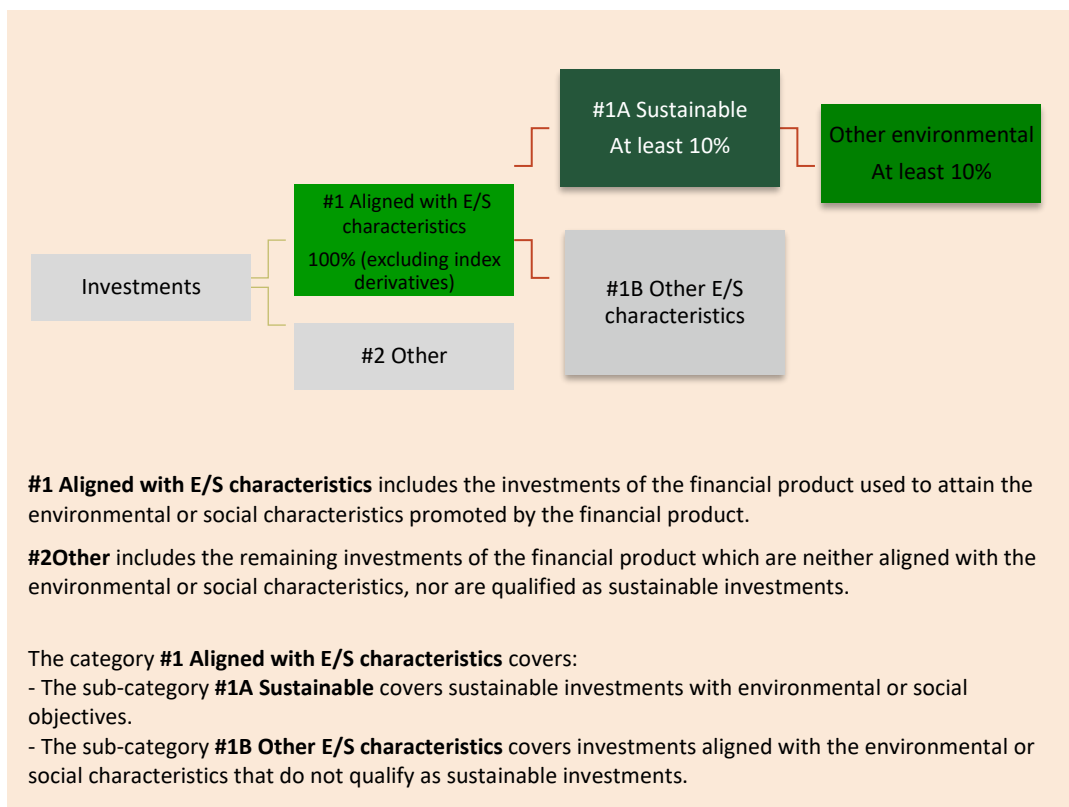 #1A Sustainable
At least 10%
Other environmental
At least 10%
#1 Aligned with E/S
characteristics
100% (excluding index
derivatives)
Investments
#1B Other E/S
characteristics
#2 Other
#1 Aligned with E/S characteristics includes the investments of the financial product used to attain the
environmental or social characteristics promoted by the financial product.
#2Other includes the remaining investments of the financial product which are neither aligned with the
environmental or social characteristics, nor are qualified as sustainable investments.
The category #1 Aligned with E/S characteristics covers:
- The sub-category #1A Sustainable covers sustainable investments with environmental or social
objectives.
- The sub-category #1B Other E/S characteristics covers investments aligned with the environmental or
social characteristics that do not qualify as sustainable investments.